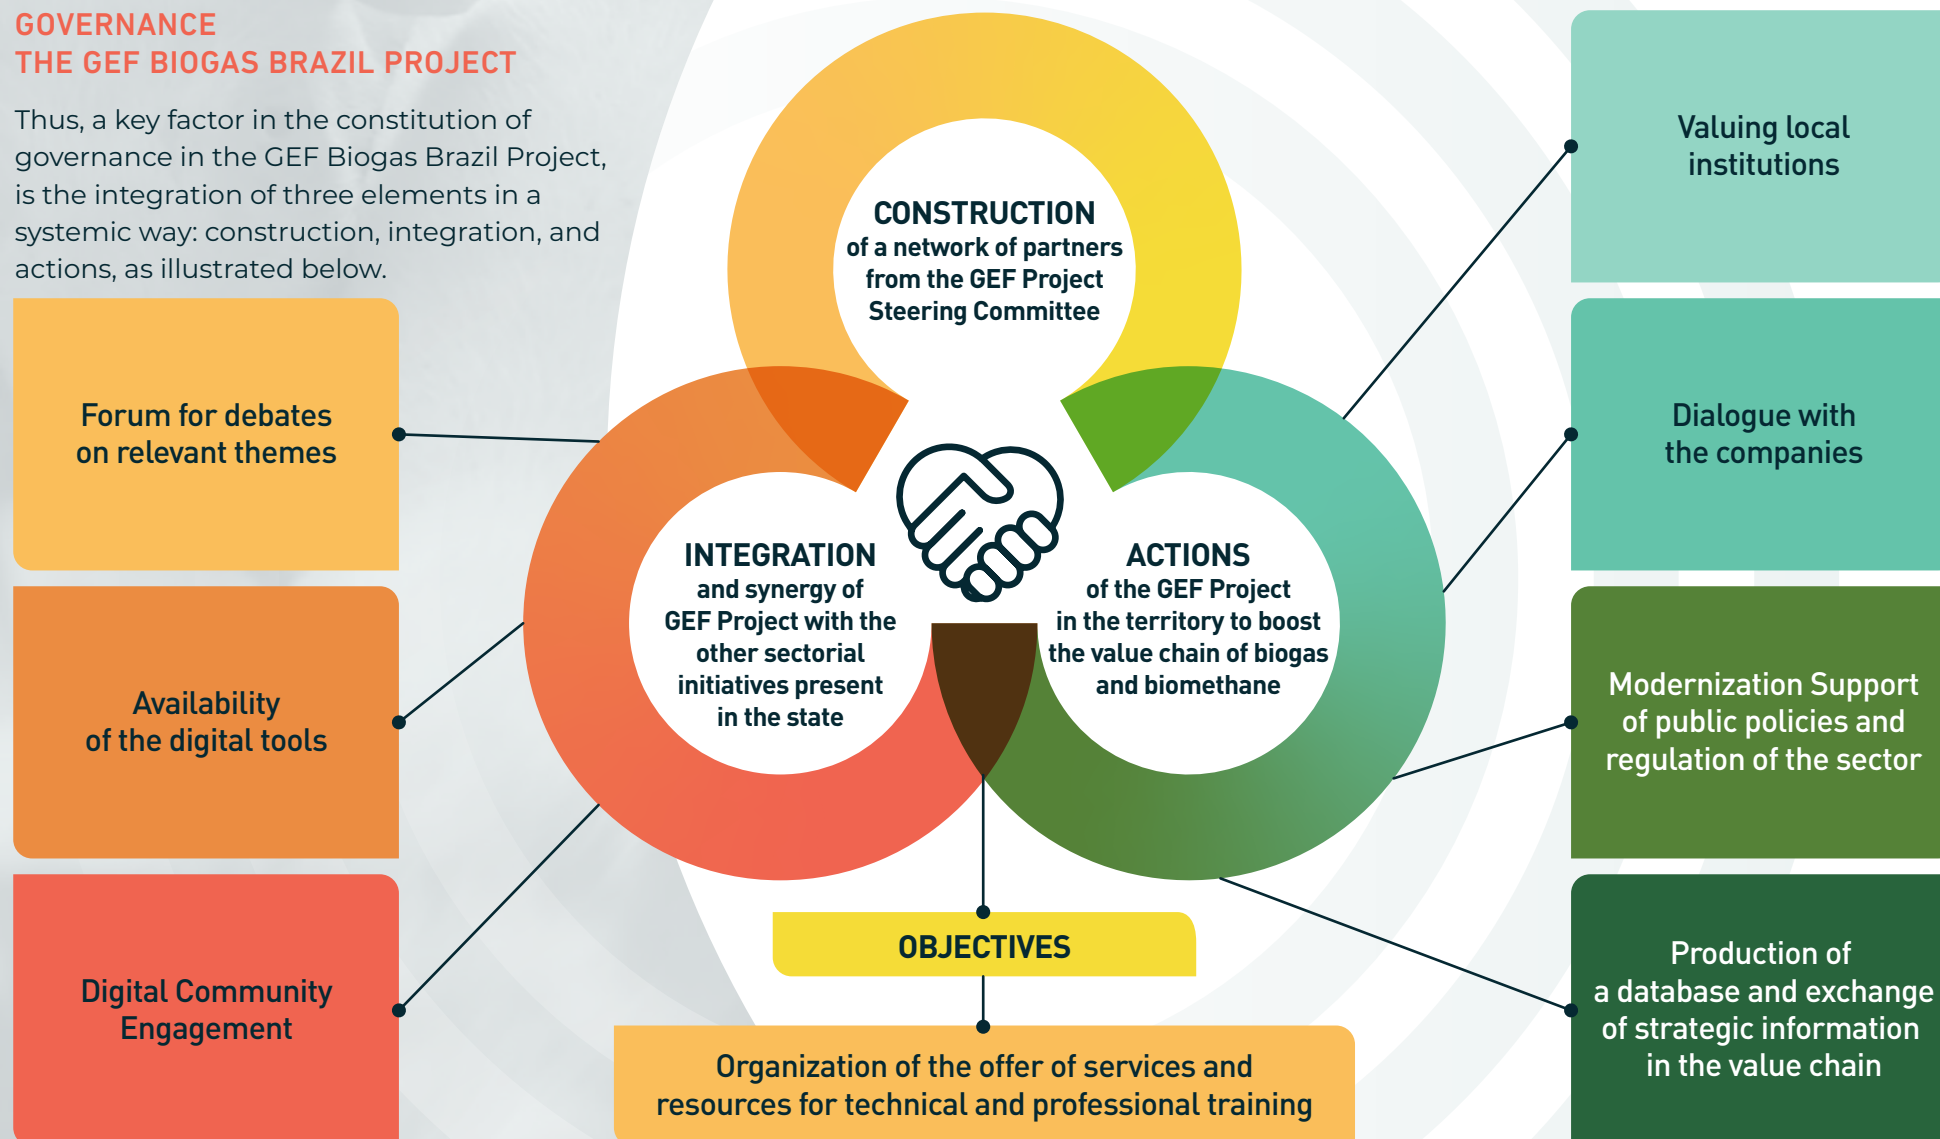 GOVERNANCE
THE GEF BIOGAS BRAZIL PROJECT
Thus, a key factor in the constitution of
governance in the GEF Biogas Brazil Project,
is the integration of three elements in a
systemic way: construction, integration, and
actions, as illustrated below.
CONSTRUCTION
of a network of partners
from the GEF Project
Steering Committee
INTEGRATION
and synergy of
GEF Project with the
other sectorial
initiatives present
in the state
ACTIONS
of the GEF Project
in the territory to boost
the value chain of biogas
and biomethane
Forum for debates
on relevant themes
Availability
of the digital tools
Digital Community
Engagement
Valuing local
institutions
Dialogue with
the companies
Modernization Support
of public policies and
regulation of the sector
Production of
a database and exchange
of strategic information
in the value chain
OBJECTIVES
Organization of the offer of services and
resources for technical and professional training